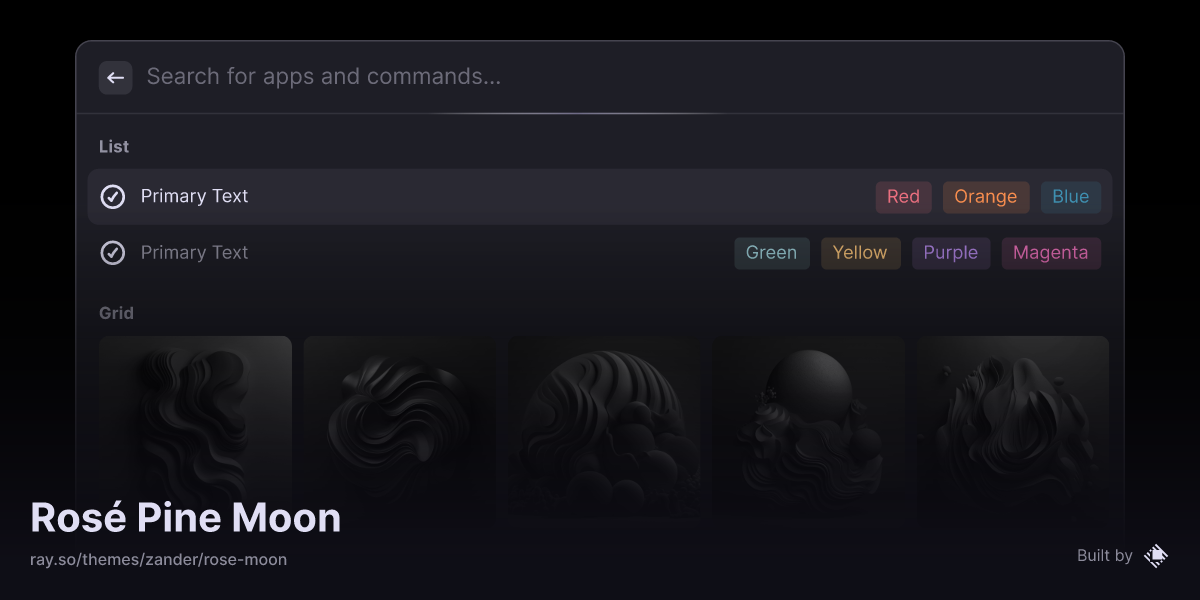 Search for apps and commands...
List
Primary Text Red Orange Blue
Primary Text Green Yellow Purple Magenta
Grid
Rosé Pine Moon
ray.so/themes/zander/rose-moon
Built by